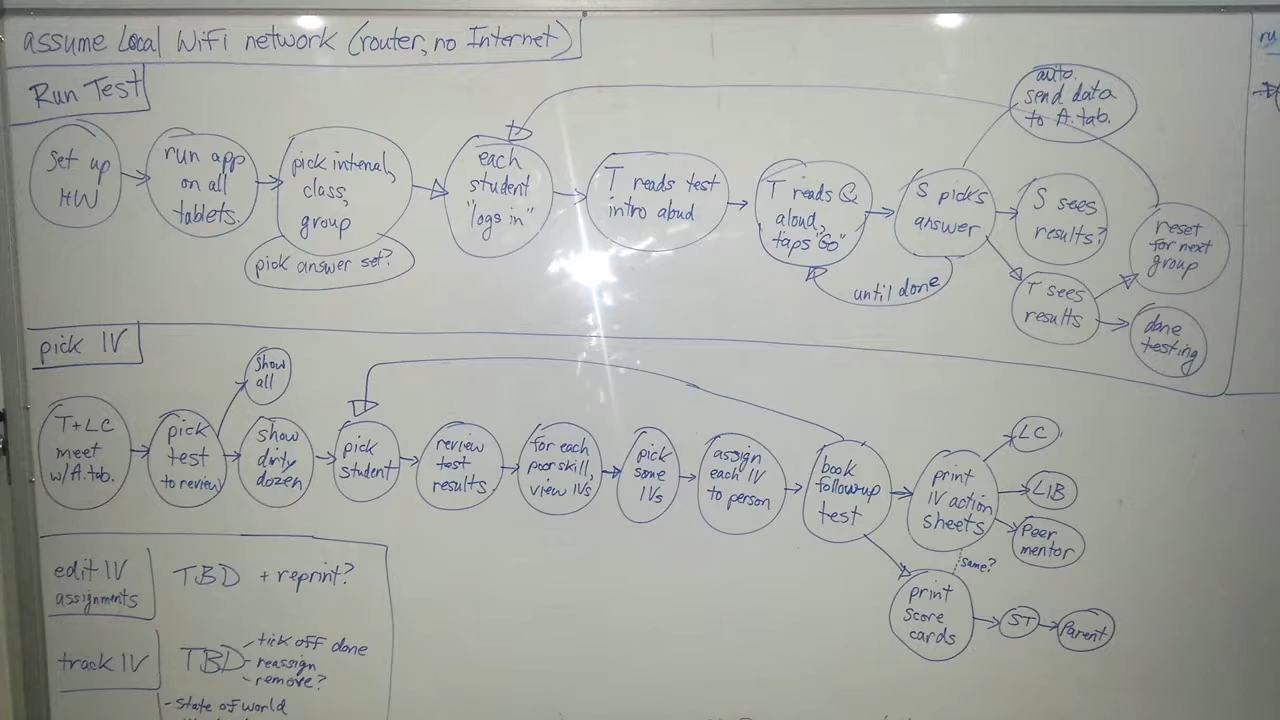 assume Local WiFi network (router, no Internet)
Run Test
set up
HW
run app
on all
tablets.
pick interval,
class,
group
pick answer set?
each
student
"logs in"
T reads test
intro aloud
T reads Q
aloud,
taps "Go"
until done
S picks
answer
auto.
send data
to A.tab.
S sees
results?
T sees
results
reset
for next
group
done
testing
ru
pick IV
T+LC
meet
w/A.tab.
pick
test
to review
show
all
show
dirty
dozen
pick
student
review
test
results
for each
poor skill,
view IVs
pick
some
IVs
assign
each IV
to person
book
followup
test
print
IV action
sheets
LC
LIB
Peer
mentor
same?
print
score
cards
ST
Parent
edit IV
assignments
TBD + reprint?
track IV
TBD
- tick off done
- reassign
- remove?
- State of world